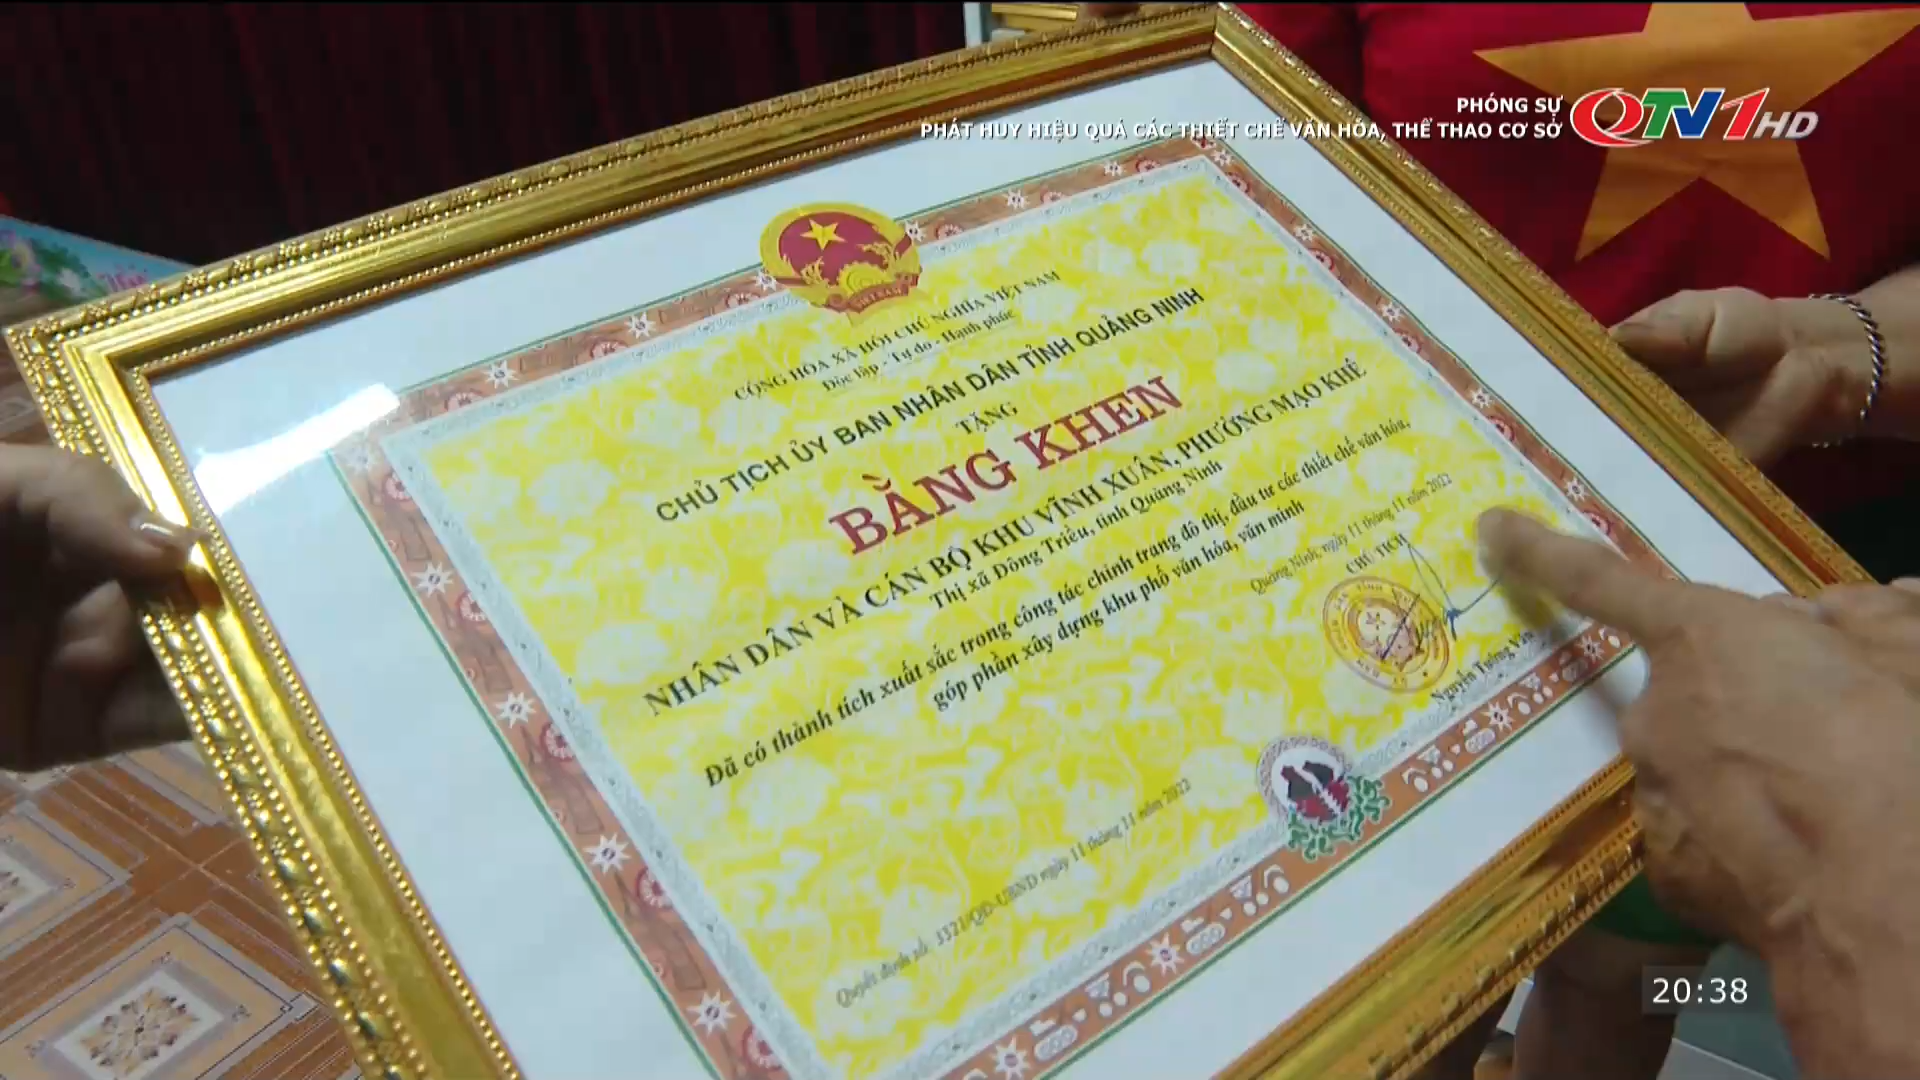 PHÓNG SỰ
PHÁT HUY HIỆU QUẢ CÁC THIẾT CHẾ VĂN HÓA, THỂ THAO CƠ SỞ
QTV1HD
CỘNG HÒA XÃ HỘI CHỦ NGHĨA VIỆT NAM
Độc lập - Tự do - Hạnh phúc
CHỦ TỊCH ỦY BAN NHÂN DÂN TỈNH QUẢNG NINH
TẶNG
BẰNG KHEN
NHÂN DÂN VÀ CÁN BỘ KHU VĨNH XUÂN, PHƯỜNG MẠO KHÊ
Thị xã Đông Triều, tỉnh Quảng Ninh
Đã có thành tích xuất sắc trong công tác chỉnh trang đô thị, đầu tư các thiết chế văn hóa,
góp phần xây dựng khu phố văn hóa, văn minh
Quảng Ninh, ngày 11 tháng 11 năm 2022
CHỦ TỊCH
Nguyễn Tường Văn
Quyết định số: 3321/QĐ-UBND ngày 11 tháng 11 năm 2022
20:38